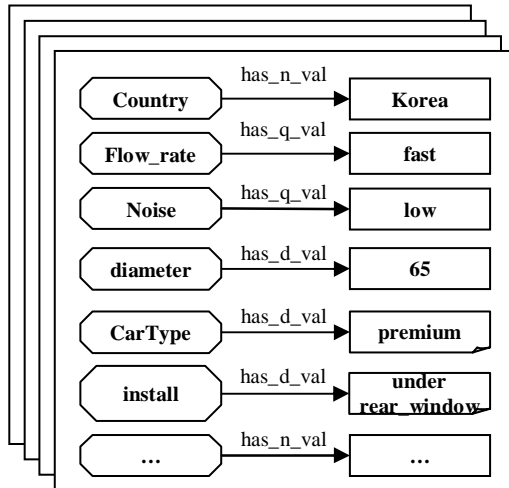 has_n_val
Country Korea
has_q_val
Flow_rate fast
has_q_val
Noise low
has_d_val
diameter 65
has_d_val
CarType premium
has_d_val
install under
rear_window
has_n_val
... ...